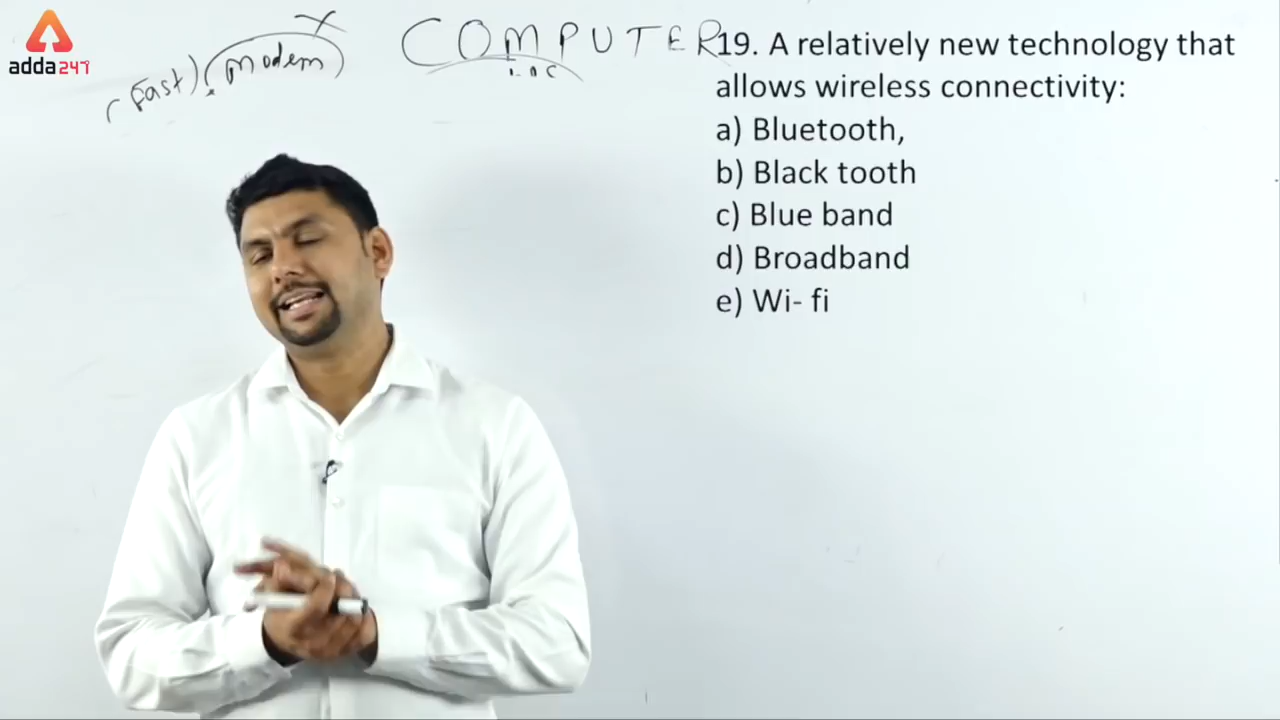 adda247
(Fast) (modem)
COMPUTER
19. A relatively new technology that
allows wireless connectivity:
a) Bluetooth,
b) Black tooth
c) Blue band
d) Broadband
e) Wi- fi